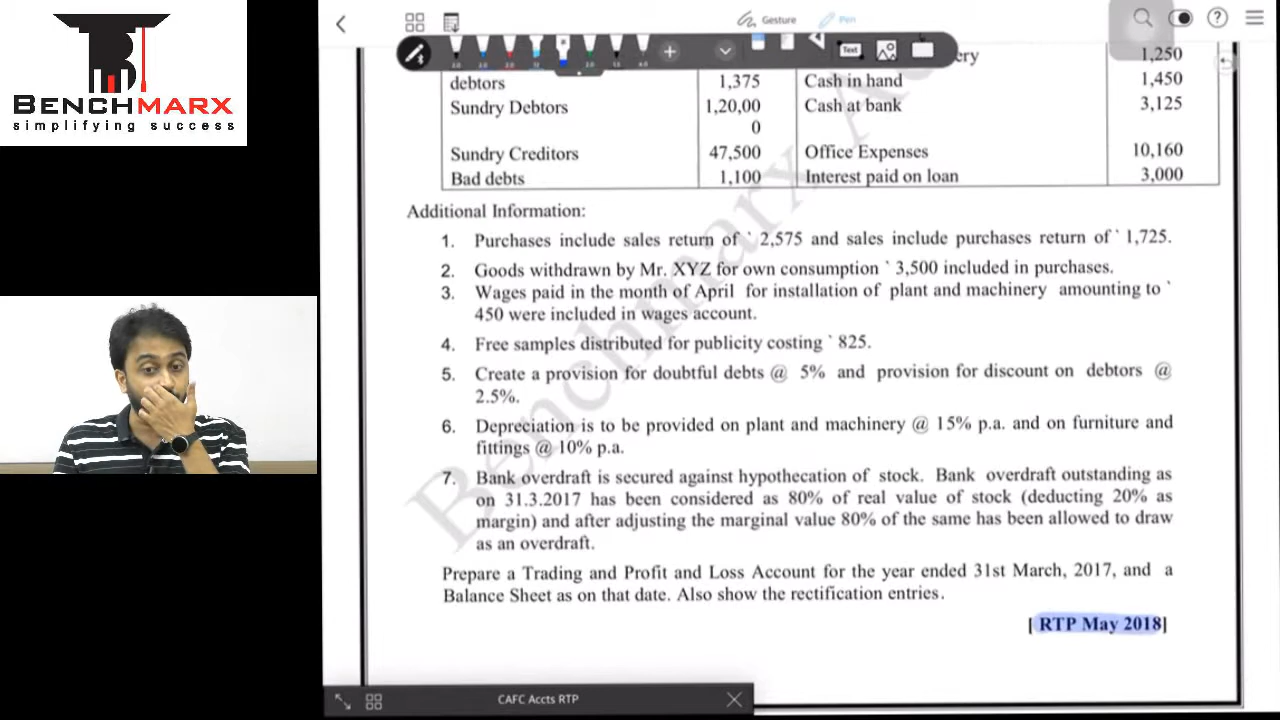 BENCHMARX
simplifying success
Gesture
Pen
Text
ery
1,250
debtors
1,375
Cash in hand
1,450
Sundry Debtors
1,20,00
0
Cash at bank
3,125
Sundry Creditors
47,500
Office Expenses
10,160
Bad debts
1,100
Interest paid on loan
3,000
Additional Information:
1. Purchases include sales return of ` 2,575 and sales include purchases return of ` 1,725.
2. Goods withdrawn by Mr. XYZ for own consumption ` 3,500 included in purchases.
3. Wages paid in the month of April for installation of plant and machinery amounting to `
450 were included in wages account.
4. Free samples distributed for publicity costing ` 825.
5. Create a provision for doubtful debts @ 5% and provision for discount on debtors @
2.5%.
6. Depreciation is to be provided on plant and machinery @ 15% p.a. and on furniture and
fittings @ 10% p.a.
7. Bank overdraft is secured against hypothecation of stock. Bank overdraft outstanding as
on 31.3.2017 has been considered as 80% of real value of stock (deducting 20% as
margin) and after adjusting the marginal value 80% of the same has been allowed to draw
as an overdraft.
Prepare a Trading and Profit and Loss Account for the year ended 31st March, 2017, and a
Balance Sheet as on that date. Also show the rectification entries.
[ RTP May 2018]
CAFC Accts RTP